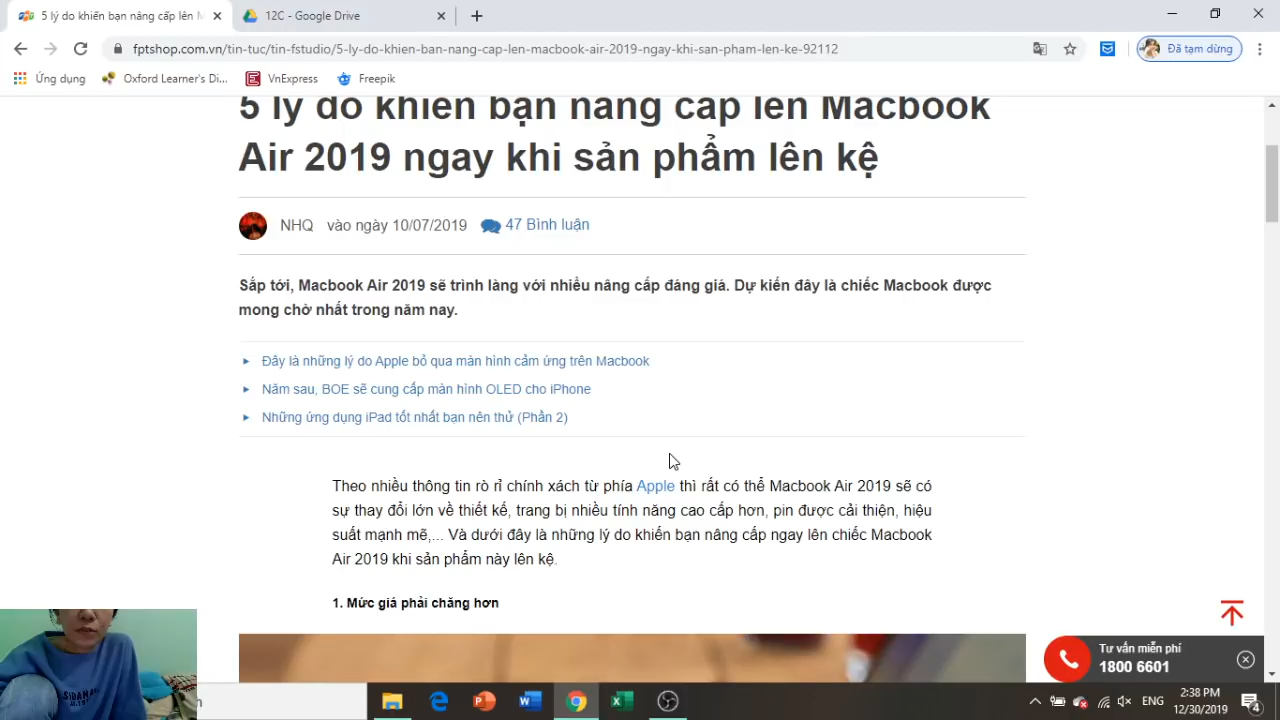 5 lý do khiến bạn nâng cấp lên M
12C - Google Drive
fptshop.com.vn/tin-tuc/tin-fstudio/5-ly-do-khien-ban-nang-cap-len-macbook-air-2019-ngay-khi-san-pham-len-ke-92112
Đã tạm dừng
Ứng dụng
Oxford Learner's Di...
VnExpress
Freepik
5 lý do khiến bạn nâng cấp lên Macbook
Air 2019 ngay khi sản phẩm lên kệ
NHQ vào ngày 10/07/2019 47 Bình luận
Sắp tới, Macbook Air 2019 sẽ trình làng với nhiều nâng cấp đáng giá. Dự kiến đây là chiếc Macbook được
mong chờ nhất trong năm nay.
Đây là những lý do Apple bỏ qua màn hình cảm ứng trên Macbook
Năm sau, BOE sẽ cung cấp màn hình OLED cho iPhone
Những ứng dụng iPad tốt nhất bạn nên thử (Phần 2)
Theo nhiều thông tin rò rỉ chính xách từ phía Apple thì rất có thể Macbook Air 2019 sẽ có
sự thay đổi lớn về thiết kế, trang bị nhiều tính năng cao cấp hơn, pin được cải thiện, hiệu
suất mạnh mẽ,... Và dưới đây là những lý do khiến bạn nâng cấp ngay lên chiếc Macbook
Air 2019 khi sản phẩm này lên kệ.
1. Mức giá phải chăng hơn
Tư vấn miễn phí
1800 6601
SIDAMA
ENG
2:38 PM
12/30/2019
4